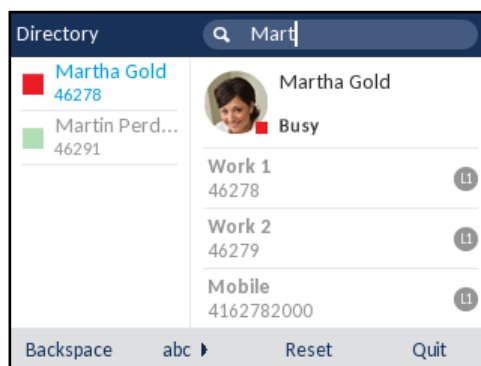 Directory
Mart
Martha Gold
46278
Martin Perd...
46291
Martha Gold
Busy
Work 1
46278
L1
Work 2
46279
L1
Mobile
4162782000
L1
Backspace abc Reset Quit